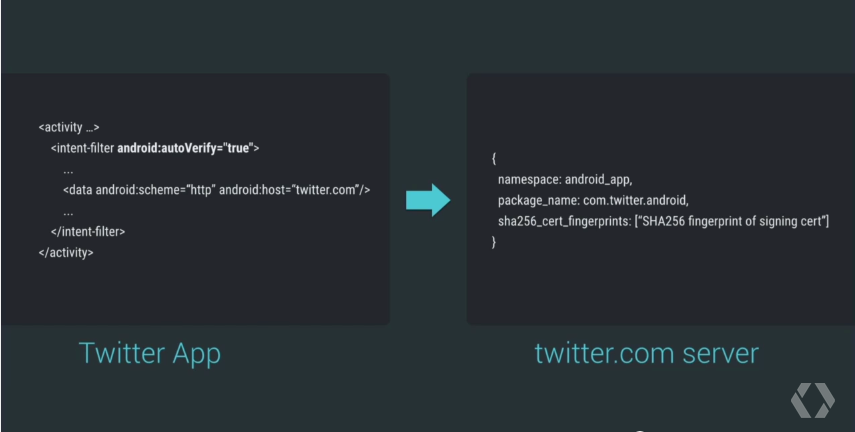 <activity ...>
<intent-filter android:autoVerify="true">
...
<data android:scheme=“http” android:host=“twitter.com”/>
...
</intent-filter>
</activity>
Twitter App
{
namespace: android_app,
package_name: com.twitter.android,
sha256_cert_fingerprints: [“SHA256 fingerprint of signing cert”]
}
twitter.com server